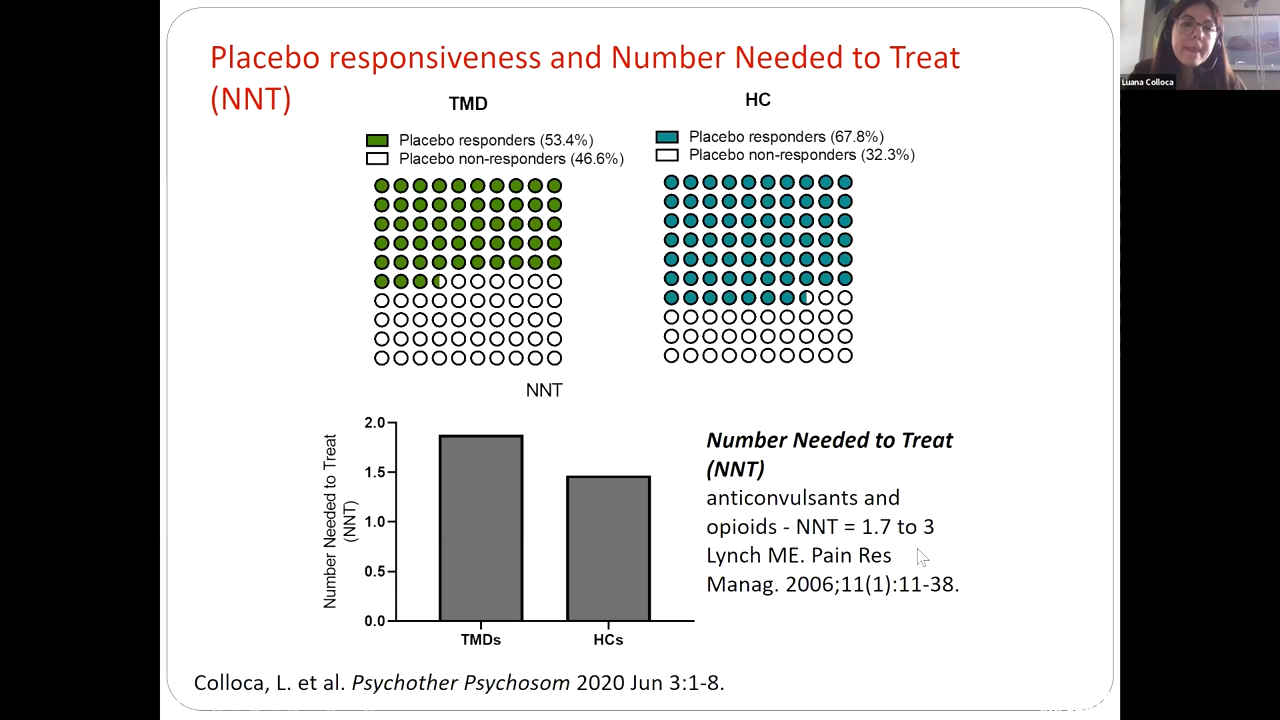 Placebo responsiveness and Number Needed to Treat
(NNT)
Luana Colloca
TMD
Placebo responders (53.4%)
Placebo non-responders (46.6%)
HC
Placebo responders (67.8%)
Placebo non-responders (32.3%)
NNT
Number Needed to Treat
(NNT)
2.0
1.5
1.0
0.5
0.0
TMDs
HCs
Number Needed to Treat
(NNT)
anticonvulsants and
opioids - NNT = 1.7 to 3
Lynch ME. Pain Res
Manag. 2006;11(1):11-38.
Colloca, L. et al. Psychother Psychosom 2020 Jun 3:1-8.